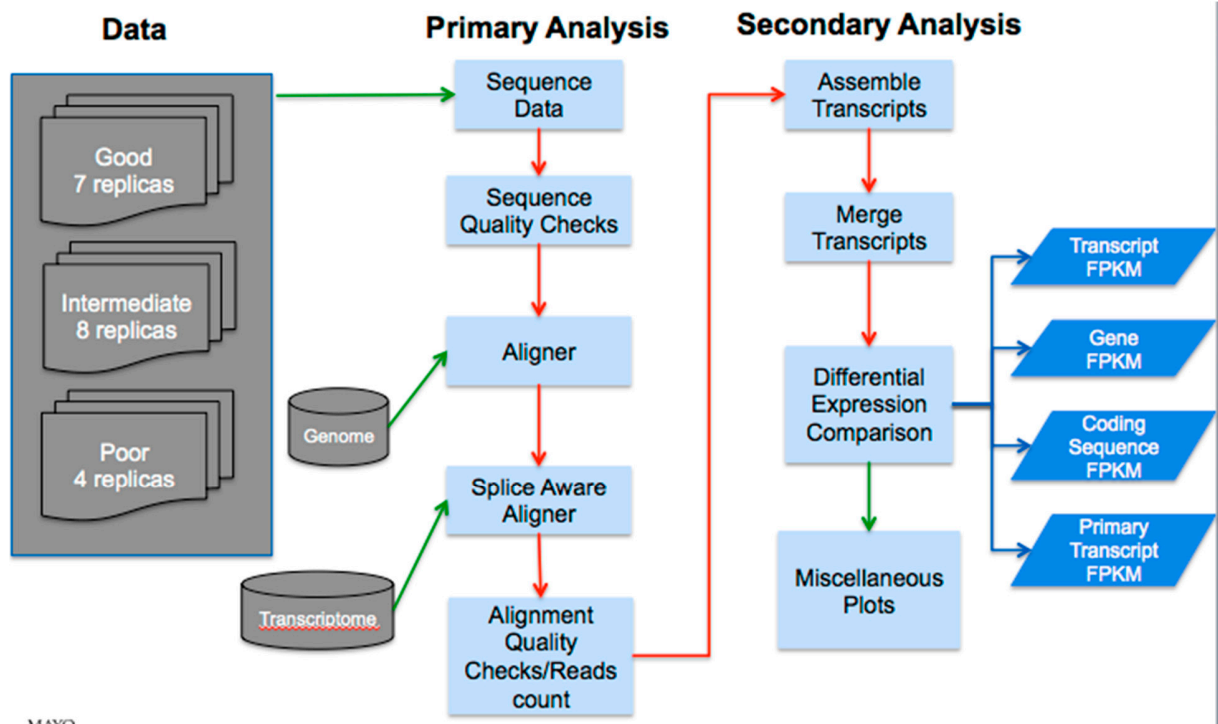 Data
Good
7 replicas
Intermediate
8 replicas
Poor
4 replicas
Genome
Transcriptome
Primary Analysis
Sequence
Data
Sequence
Quality Checks
Aligner
Splice Aware
Aligner
Alignment
Quality
Checks/Reads
count
Secondary Analysis
Assemble
Transcripts
Merge
Transcripts
Differential
Expression
Comparison
Miscellaneous
Plots
Transcript
FPKM
Gene
FPKM
Coding
Sequence
FPKM
Primary
Transcript
FPKM